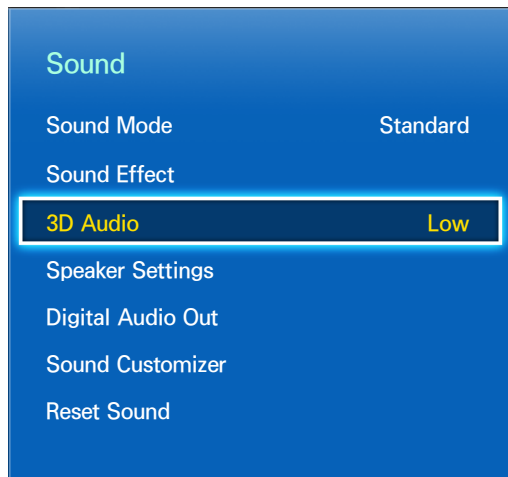 Sound
Sound Mode Standard
Sound Effect
3D Audio Low
Speaker Settings
Digital Audio Out
Sound Customizer
Reset Sound